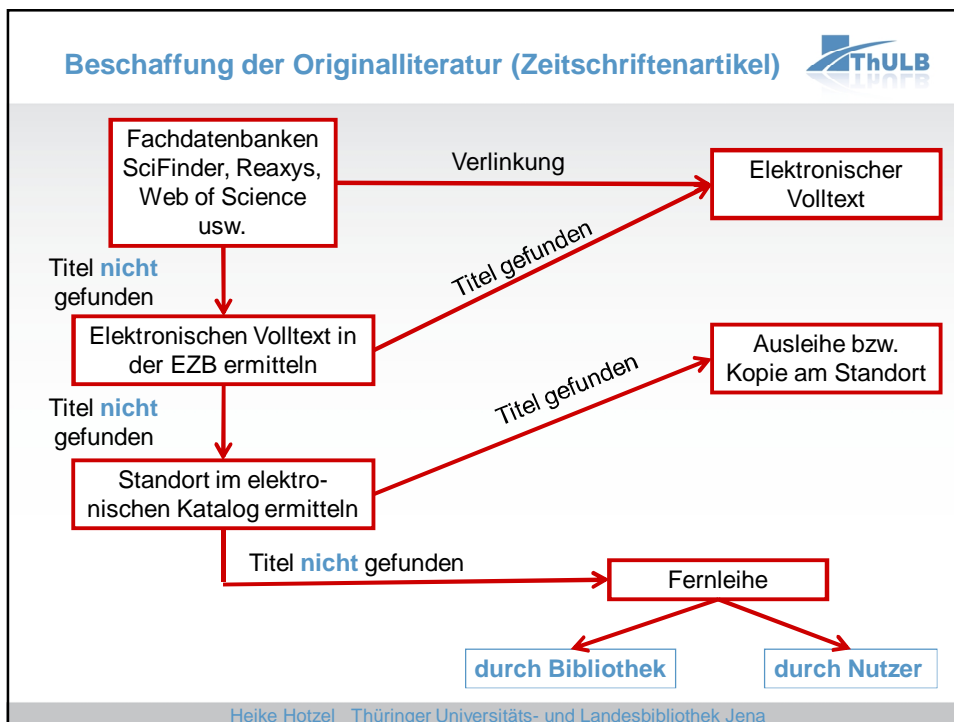 Beschaffung der Originalliteratur (Zeitschriftenartikel)
ThULB
Fachdatenbanken
SciFinder, Reaxys,
Web of Science
usw.
Verlinkung
Elektronischer
Volltext
Titel nicht
gefunden
Titel gefunden
Elektronischen Volltext in
der EZB ermitteln
Ausleihe bzw.
Kopie am Standort
Titel nicht
gefunden
Titel gefunden
Standort im elektro-
nischen Katalog ermitteln
Titel nicht gefunden
Fernleihe
durch Bibliothek
durch Nutzer
Heike Hotzel Thüringer Universitäts- und Landesbibliothek Jena